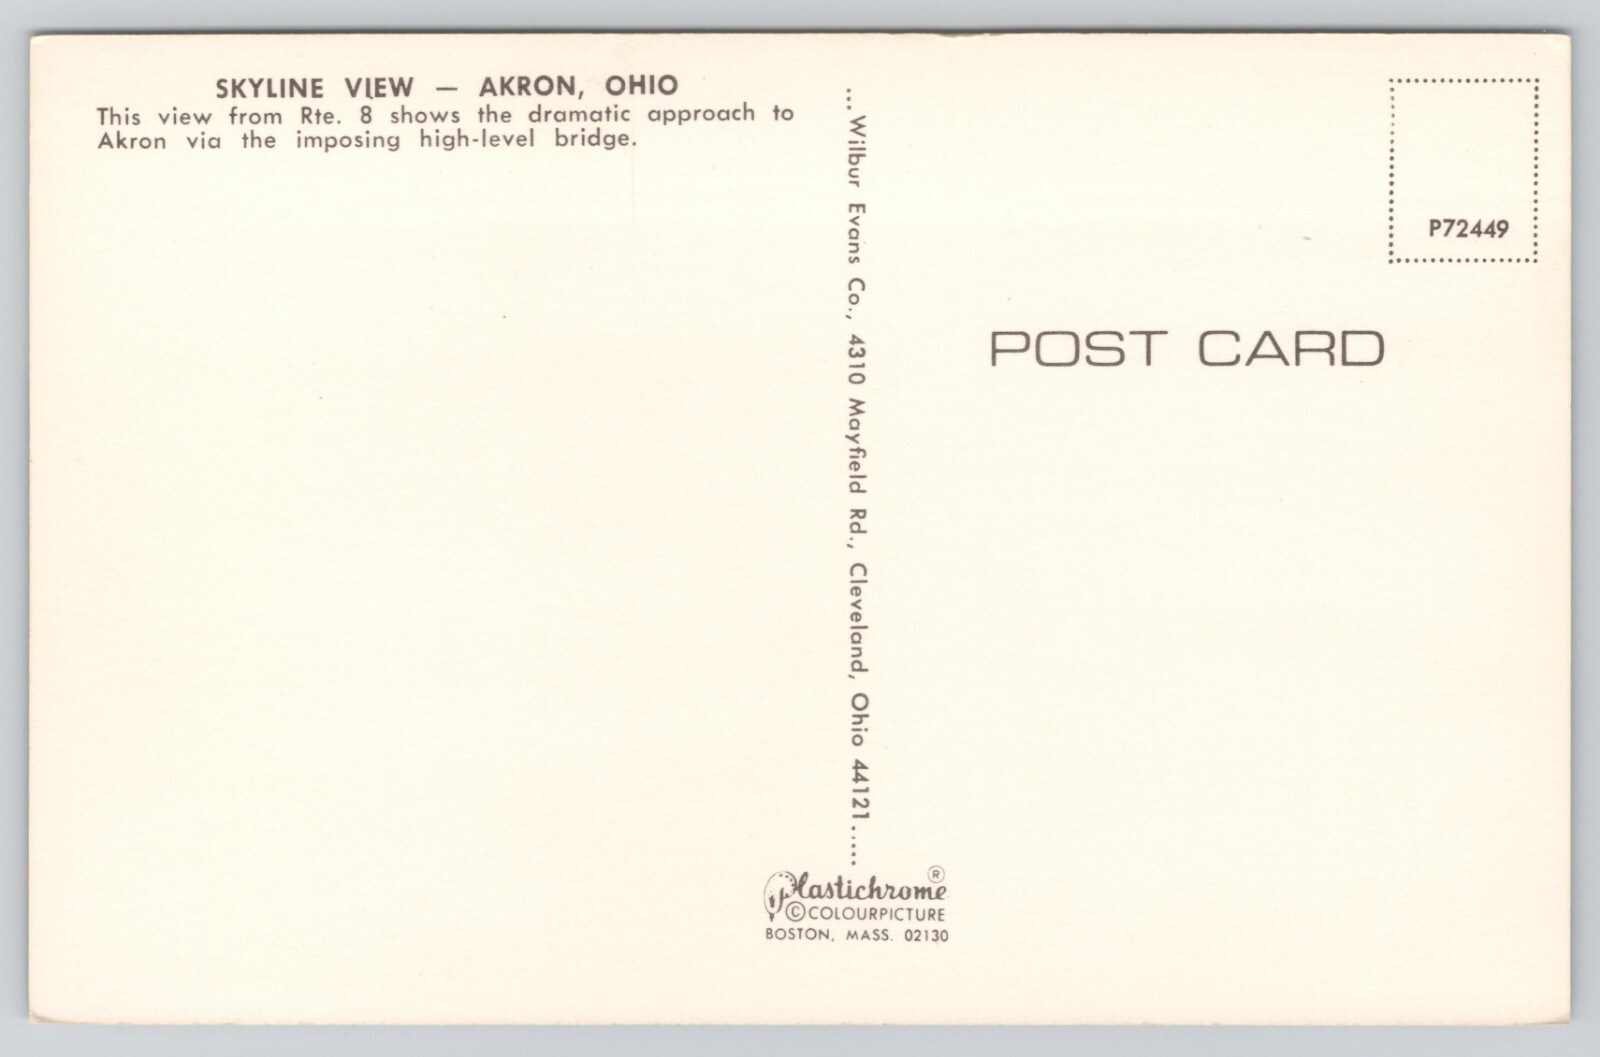 SKYLINE VIEW — AKRON, OHIO
This view from Rte. 8 shows the dramatic approach to
Akron via the imposing high-level bridge.
...Wilbur Evans Co., 4310 Mayfield Rd., Cleveland, Ohio 44121.....
P72449
POST CARD
Plastichrome ®
© COLOURPICTURE
BOSTON, MASS. 02130